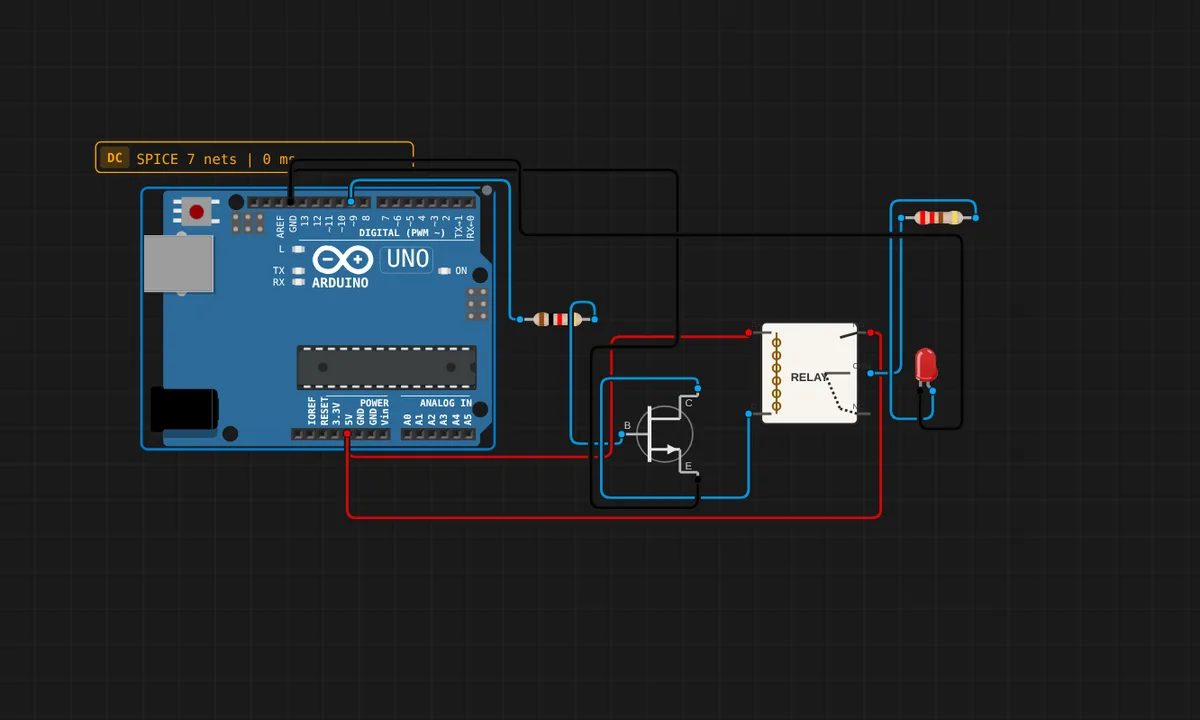 DC SPICE 7 nets | 0 ms
AREF GND 13 12 ~11 ~10 ~9 8 7 ~6 ~5 4 ~3 2 TX→1 RX←0
DIGITAL (PWM ~)
L
TX
RX
UNO
ON
ARDUINO
IOREF RESET 3.3V 5V GND GND Vin
POWER
A0 A1 A2 A3 A4 A5
ANALOG IN
B
C
E
RELAY